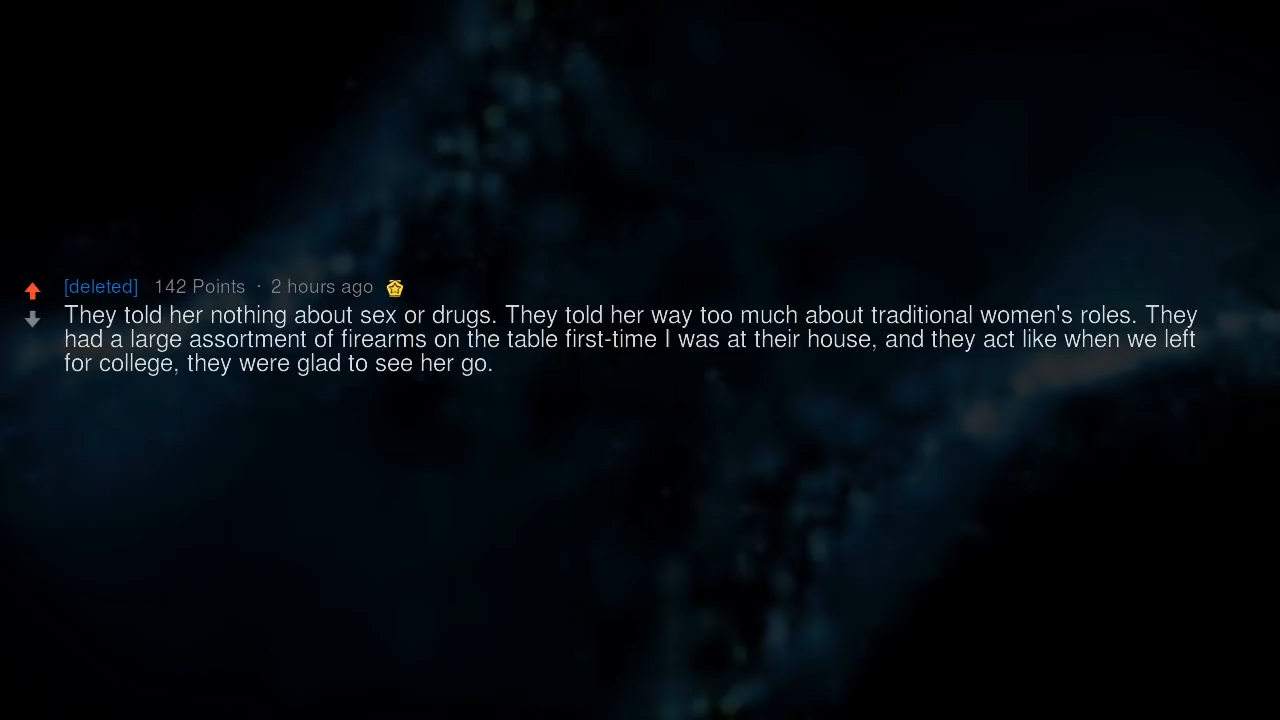 [deleted] 142 Points · 2 hours ago
They told her nothing about sex or drugs. They told her way too much about traditional women's roles. They
had a large assortment of firearms on the table first-time I was at their house, and they act like when we left
for college, they were glad to see her go.